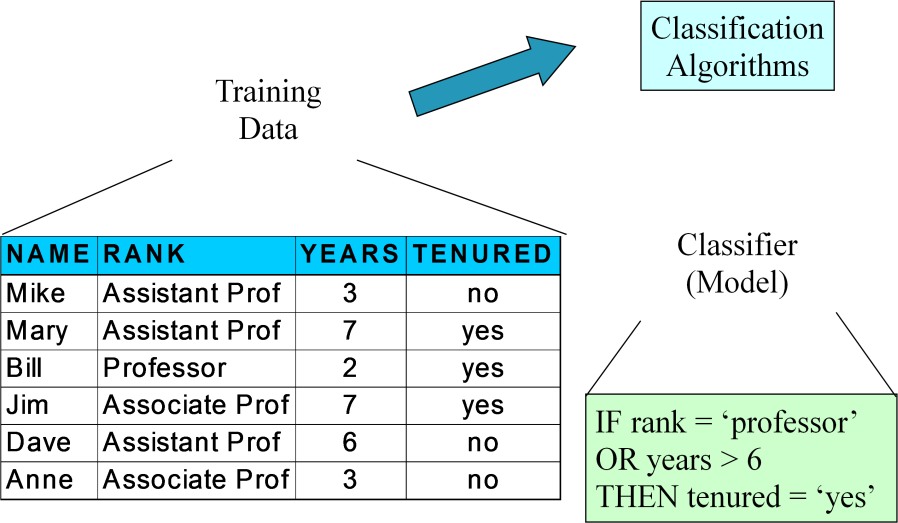 Classification
Algorithms
Training
Data
NAME RANK YEARS TENURED
Mike Assistant Prof 3 no
Mary Assistant Prof 7 yes
Bill Professor 2 yes
Jim Associate Prof 7 yes
Dave Assistant Prof 6 no
Anne Associate Prof 3 no
Classifier
(Model)
IF rank = ‘professor’
OR years > 6
THEN tenured = ‘yes’